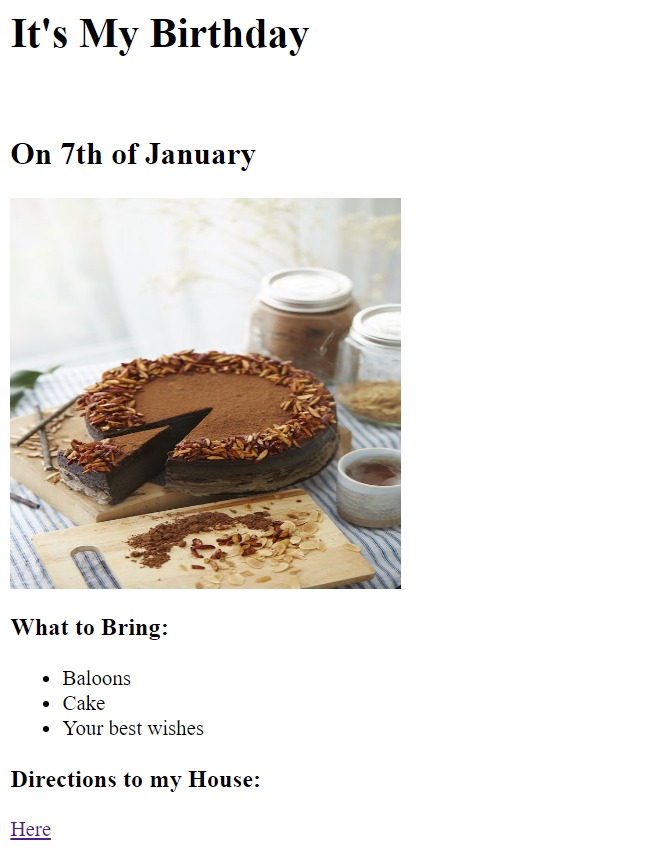 It's My Birthday
On 7th of January
What to Bring:
Baloons
Cake
Your best wishes
Directions to my House:
Here